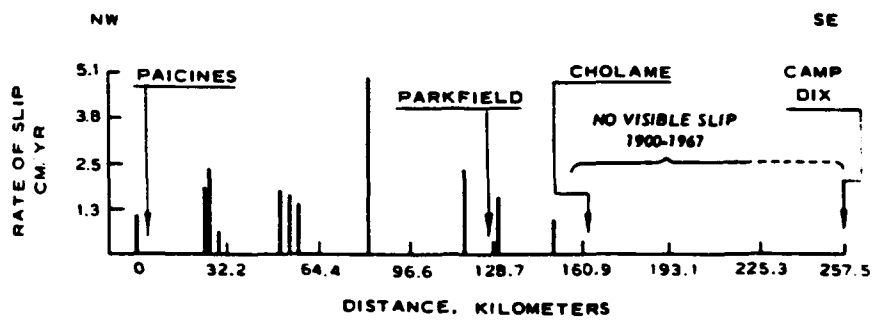 NW SE
PAICINES
PARKFIELD
CHOLAME
CAMP
DIX
NO VISIBLE SLIP
1900-1967
RATE OF SLIP
CM. YR
5.1
3.8
2.5
1.3
0 32.2 64.4 96.6 128.7 160.9 193.1 225.3 257.5
DISTANCE, KILOMETERS